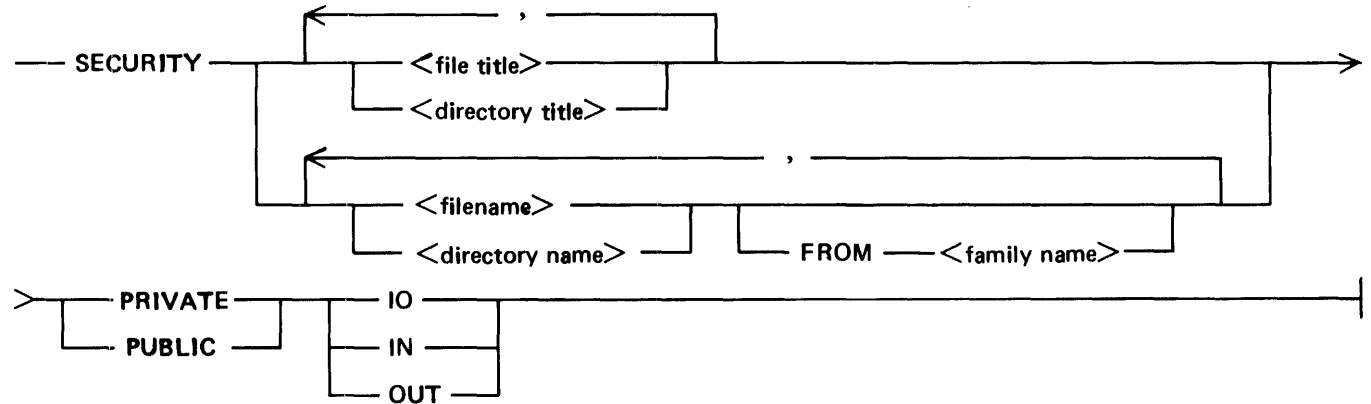 ,
SECURITY <file title>
<directory title>
,
<filename>
<directory name> FROM <family name>
PRIVATE IO
PUBLIC IN
OUT